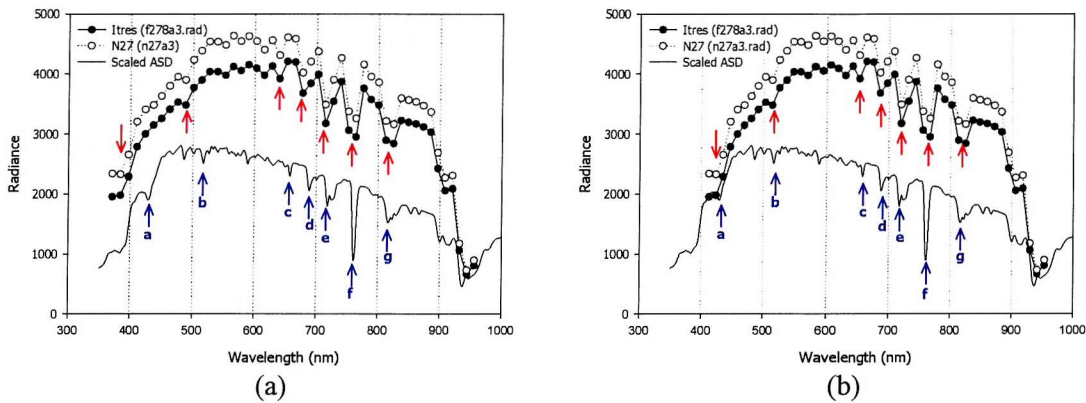 5000
4000
3000
2000
1000
0
Radiance
Itres (f278a3.rad)
N27 (n27a3)
Scaled ASD
a
b
c
d
e
f
g
300 400 500 600 700 800 900 1000
Wavelength (nm)
(a)
5000
4000
3000
2000
1000
0
Radiance
Itres (f278a3.rad)
N27 (n27a3.rad)
Scaled ASD
a
b
c
d
e
f
g
300 400 500 600 700 800 900 1000
Wavelength (nm)
(b)